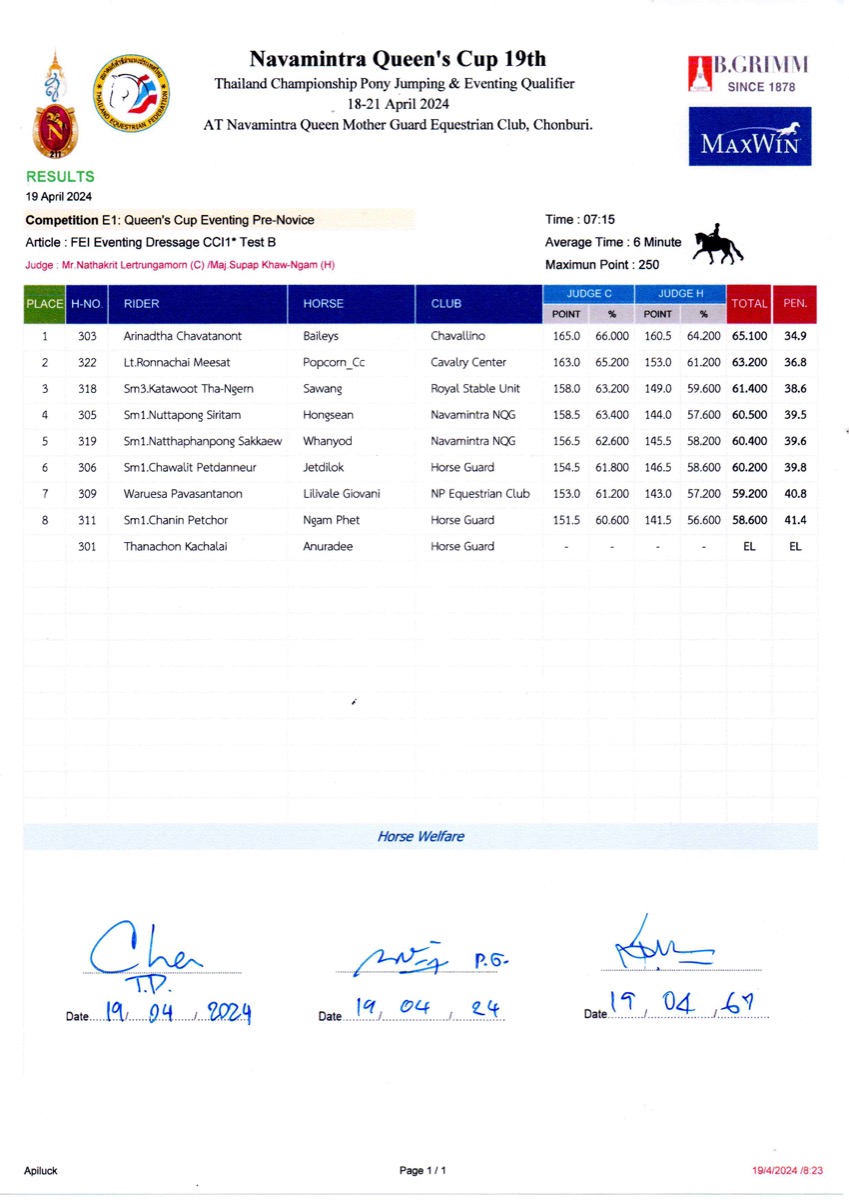 Navamintra Queen's Cup 19th
Thailand Championship Pony Jumping & Eventing Qualifier
18-21 April 2024
AT Navamintra Queen Mother Guard Equestrian Club, Chonburi.
N
THAILAND EQUESTRIAN FEDERATION
B.GRIMM
SINCE 1878
MAXWIN
RESULTS
19 April 2024
Competition E1: Queen's Cup Eventing Pre-Novice Time : 07:15
Article : FEI Eventing Dressage CCI1* Test B Average Time : 6 Minute
Judge : Mr.Nathakrit Lertrungamorn (C) /Maj.Supap Khaw-Ngam (H) Maximun Point : 250
PLACE H-NO. RIDER HORSE CLUB JUDGE C JUDGE H TOTAL PEN.
POINT % POINT %
1 303 Arinadtha Chavatanont Baileys Chavallino 165.0 66.000 160.5 64.200 65.100 34.9
2 322 Lt.Ronnachai Meesat Popcorn_Cc Cavalry Center 163.0 65.200 153.0 61.200 63.200 36.8
3 318 Sm3.Katawoot Tha-Ngern Sawang Royal Stable Unit 158.0 63.200 149.0 59.600 61.400 38.6
4 305 Sm1.Nuttapong Siritam Hongsean Navamintra NQG 158.5 63.400 144.0 57.600 60.500 39.5
5 319 Sm1.Natthaphanpong Sakkaew Whanyod Navamintra NQG 156.5 62.600 145.5 58.200 60.400 39.6
6 306 Sm1.Chawalit Petdanneur Jetdilok Horse Guard 154.5 61.800 146.5 58.600 60.200 39.8
7 309 Waruesa Pavasantanon Lilivale Giovani NP Equestrian Club 153.0 61.200 143.0 57.200 59.200 40.8
8 311 Sm1.Chanin Petchor Ngam Phet Horse Guard 151.5 60.600 141.5 56.600 58.600 41.4
301 Thanachon Kachalai Anuradee Horse Guard - - - - EL EL
Horse Welfare
T.D.
Date 19/ 04 / 2024 Date 19 / 04 / 24 Date 19 / 04 / 67
Apiluck Page 1 / 1 19/4/2024 /8:23